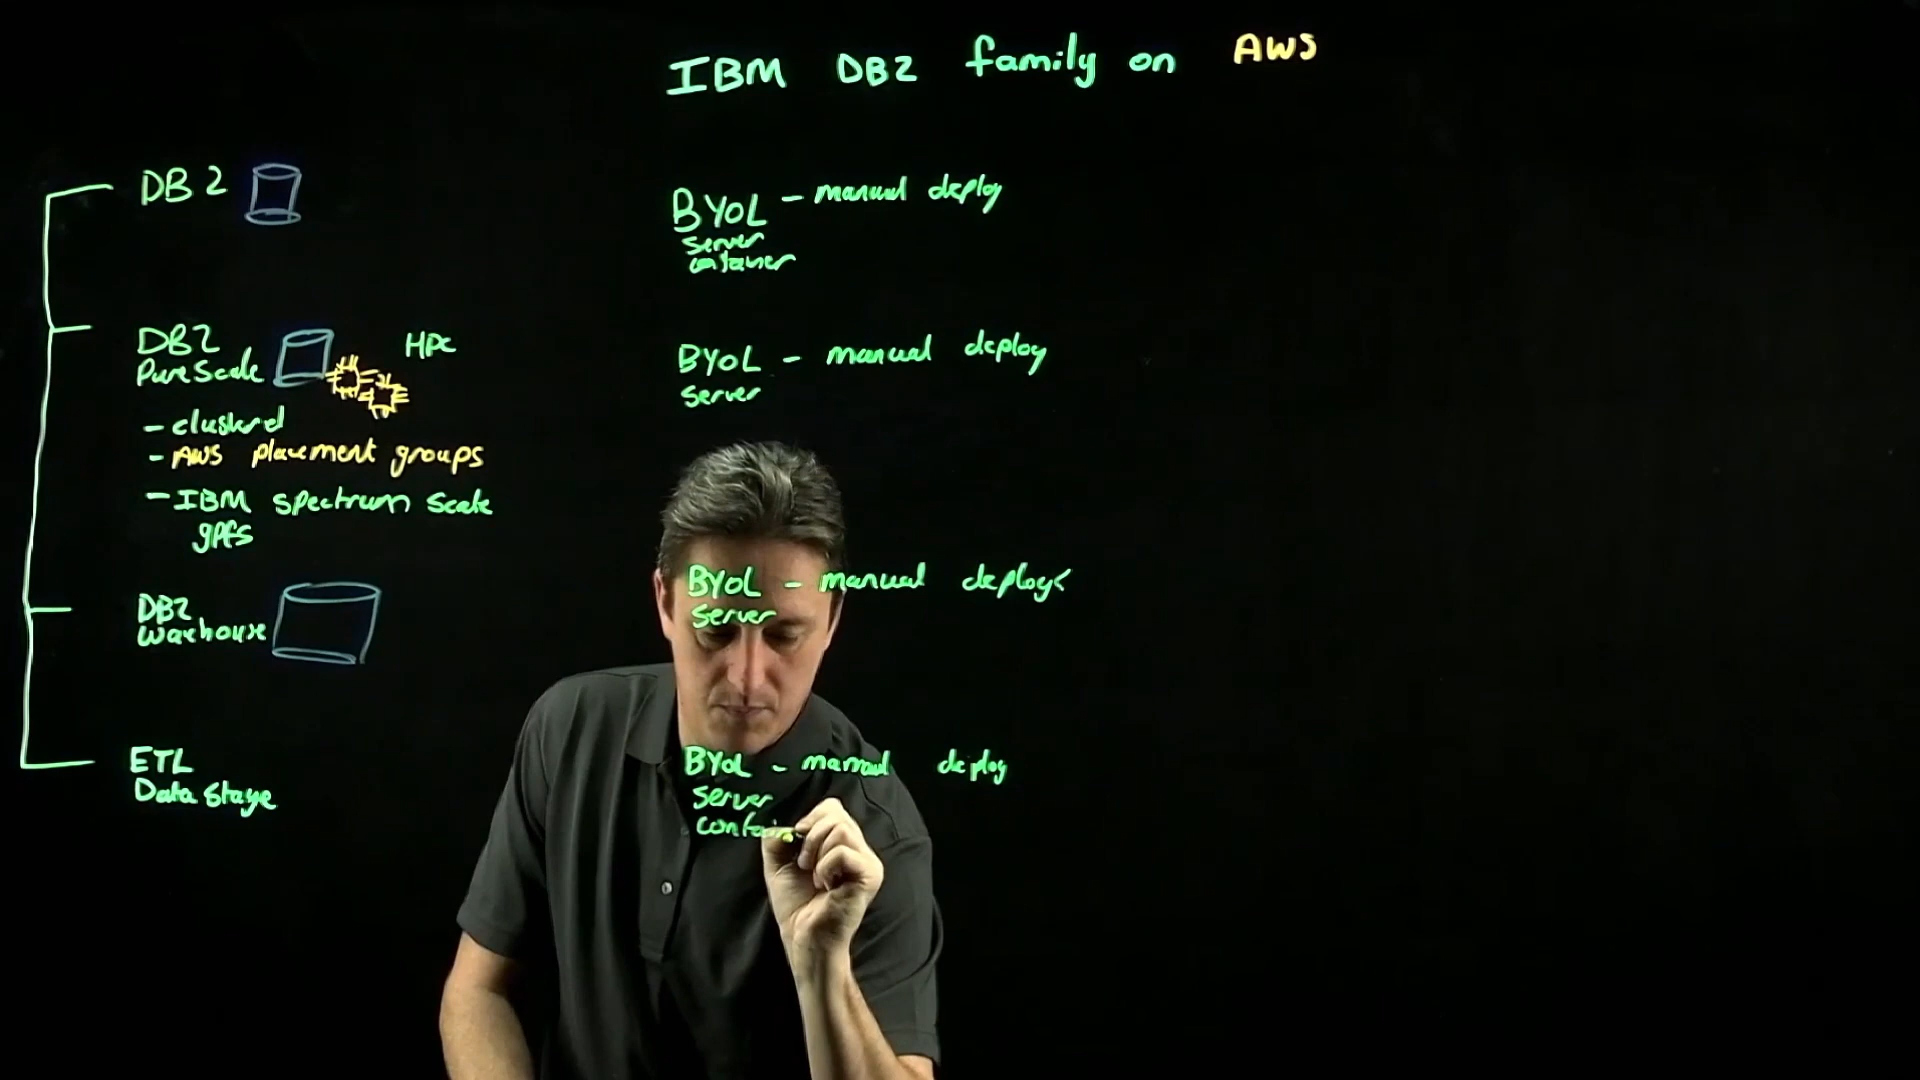 IBM DB2 family on AWS
DB2
BYOL - manual deploy
server
container
DB2
PureScale
HPC
- clustered
- AWS placement groups
- IBM spectrum scale
gpfs
BYOL - manual deploy
server
DB2
warehouse
BYOL - manual deploy
server
ETL
Data Stage
BYOL - manual deploy
server
contain